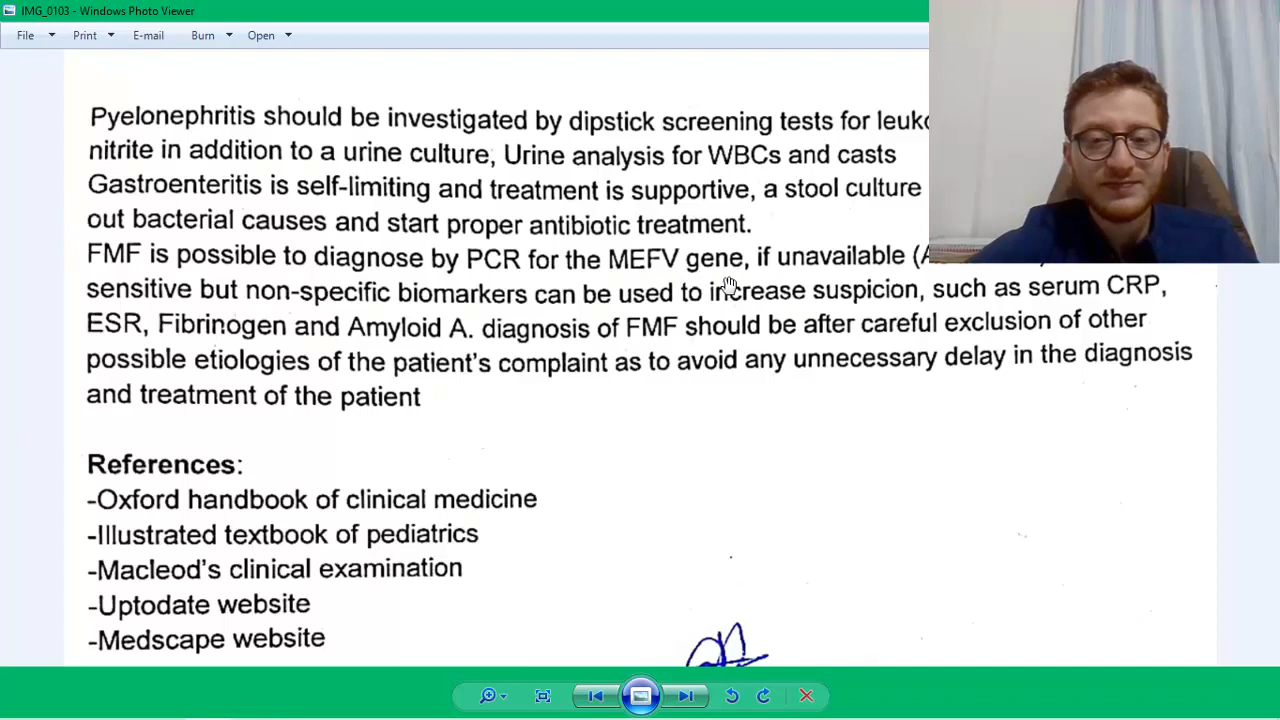 IMG_0103 - Windows Photo Viewer
File Print E-mail Burn Open
Pyelonephritis should be investigated by dipstick screening tests for
nitrite in addition to a urine culture, Urine analysis for WBCs and casts
Gastroenteritis is self-limiting and treatment is supportive, a stool culture
out bacterial causes and start proper antibiotic treatment.
FMF is possible to diagnose by PCR for the MEFV gene, if unavailable
sensitive but non-specific biomarkers can be used to increase suspicion, such as serum CRP,
ESR, Fibrinogen and Amyloid A. diagnosis of FMF should be after careful exclusion of other
possible etiologies of the patient's complaint as to avoid any unnecessary delay in the diagnosis
and treatment of the patient
References:
-Oxford handbook of clinical medicine
-Illustrated textbook of pediatrics
-Macleod's clinical examination
-Uptodate website
-Medscape website